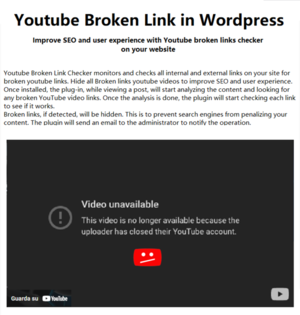 Youtube Broken Link in Wordpress
Improve SEO and user experience with Youtube broken links checker
on your website
Youtube Broken Link Checker monitors and checks all internal and external links on your site for
broken youtube links. Hide all Broken links youtube videos to improve SEO and user experience.
Once installed, the plug-in, while viewing a post, will start analyzing the content and looking for
any broken YouTube video links. Once the analysis is done, the plugin will start checking each link
to see if it works.
Broken links, if detected, will be hidden. This is to prevent search engines from penalizing your
content. The plugin will send an email to the administrator to notify the operation.
Video unavailable
This video is no longer available because the
uploader has closed their YouTube account.
Guarda su YouTube